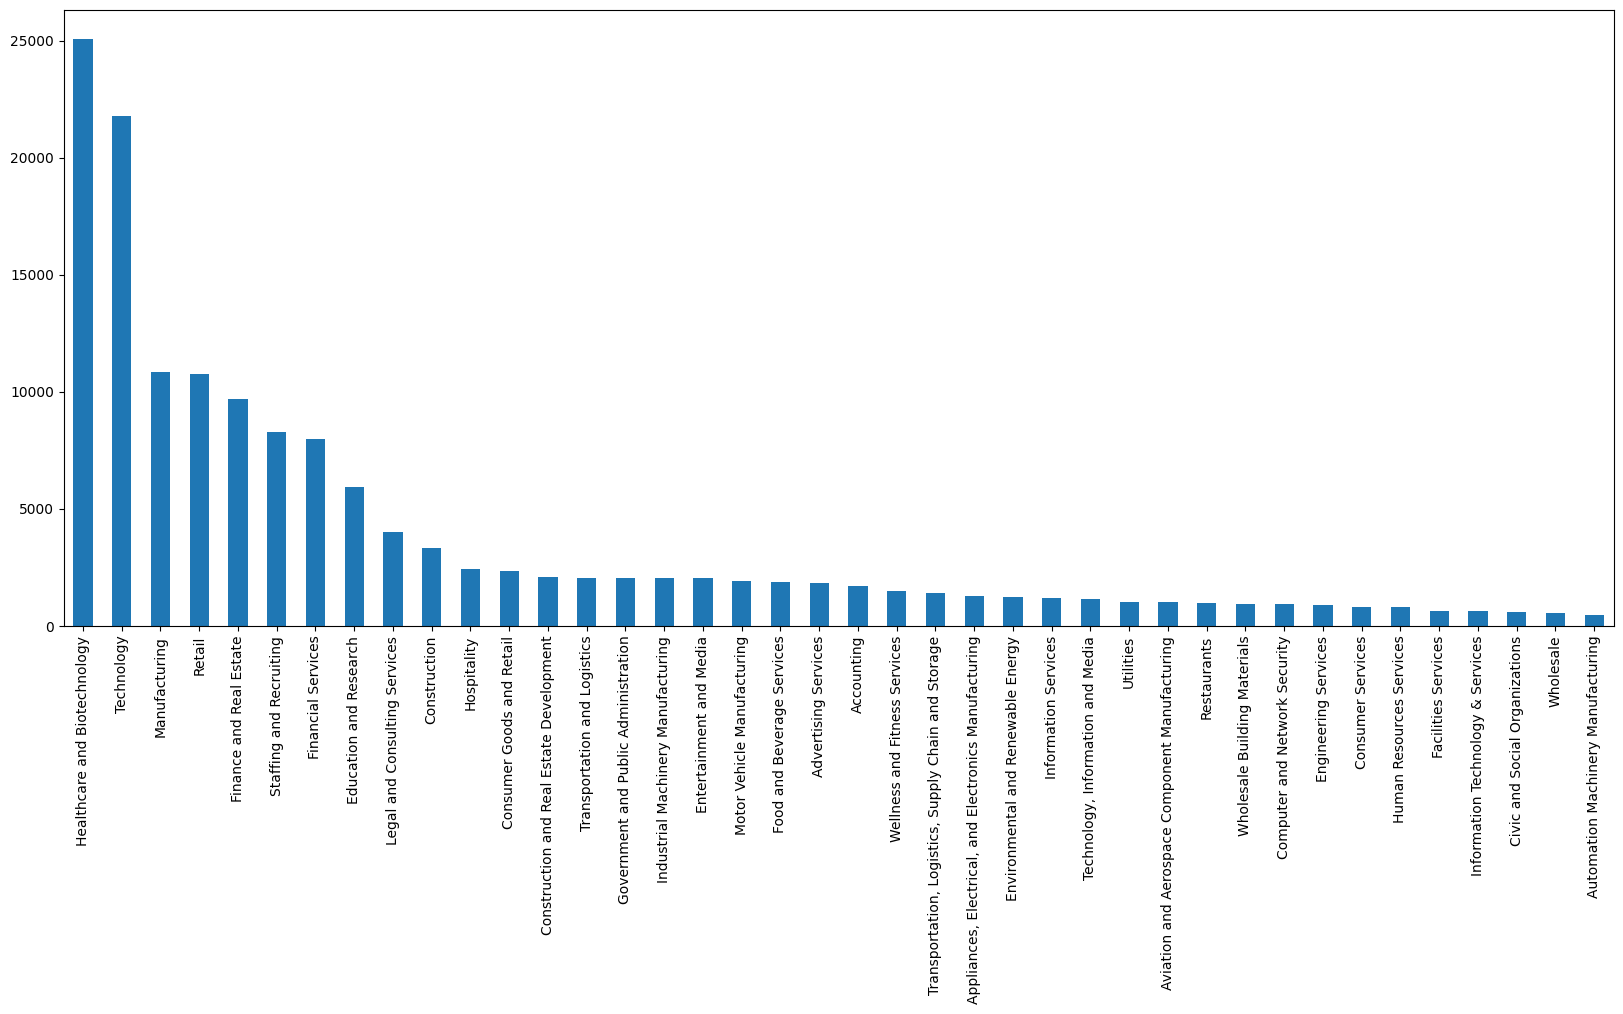 25000
20000
15000
10000
5000
0
Healthcare and Biotechnology
Technology
Manufacturing
Retail
Finance and Real Estate
Staffing and Recruiting
Financial Services
Education and Research
Legal and Consulting Services
Construction
Hospitality
Consumer Goods and Retail
Construction and Real Estate Development
Transportation and Logistics
Government and Public Administration
Industrial Machinery Manufacturing
Entertainment and Media
Motor Vehicle Manufacturing
Food and Beverage Services
Advertising Services
Accounting
Wellness and Fitness Services
Transportation, Logistics, Supply Chain and Storage
Appliances, Electrical, and Electronics Manufacturing
Environmental and Renewable Energy
Information Services
Technology, Information and Media
Utilities
Aviation and Aerospace Component Manufacturing
Restaurants
Wholesale Building Materials
Computer and Network Security
Engineering Services
Consumer Services
Human Resources Services
Facilities Services
Information Technology & Services
Civic and Social Organizations
Wholesale
Automation Machinery Manufacturing